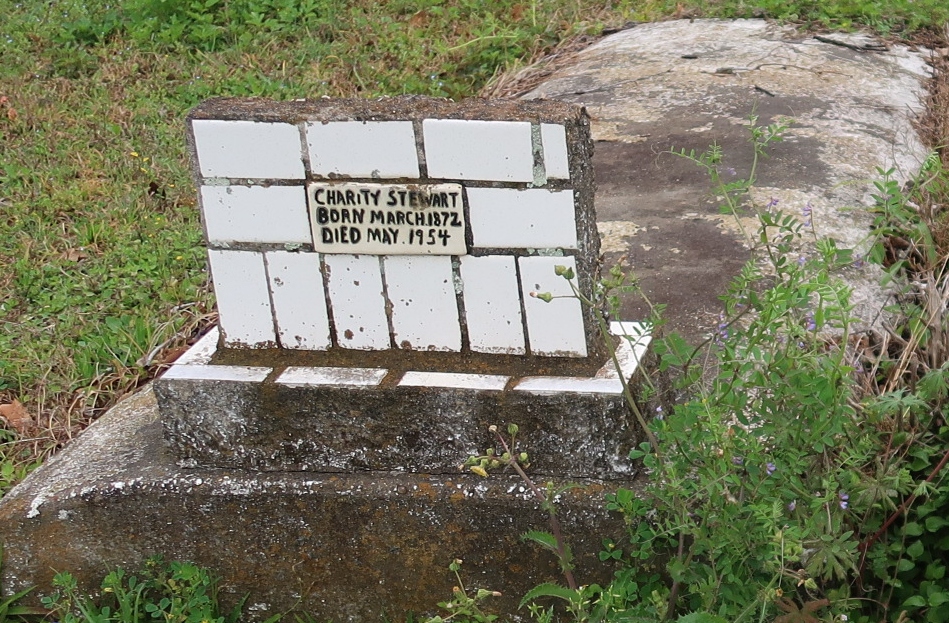 CHARITY STEWART
BORN MARCH.1872
DIED MAY.1954